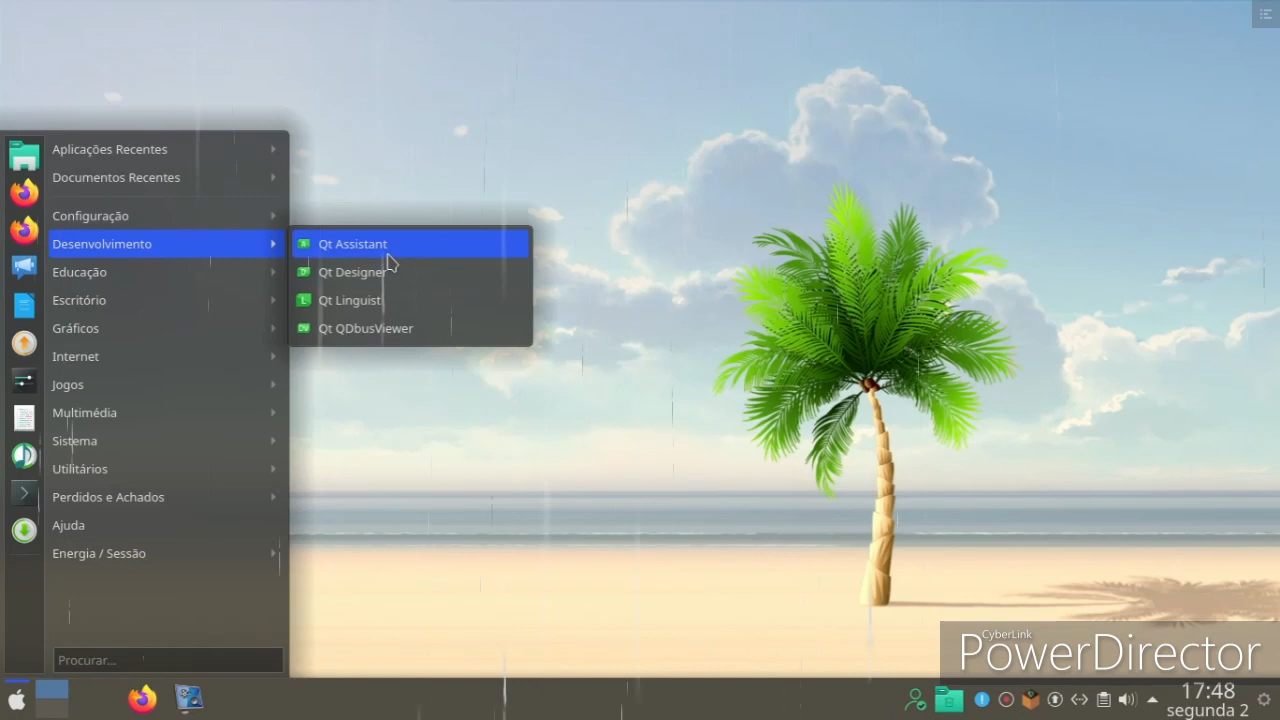 Aplicações Recentes
Documentos Recentes
Configuração
Desenvolvimento
Educação
Escritório
Gráficos
Internet
Jogos
Multimédia
Sistema
Utilitários
Perdidos e Achados
Ajuda
Energia / Sessão
Procurar...
Qt Assistant
Qt Designer
Qt Linguist
Qt QDbusViewer
CyberLink
PowerDirector
17:48
segunda 2